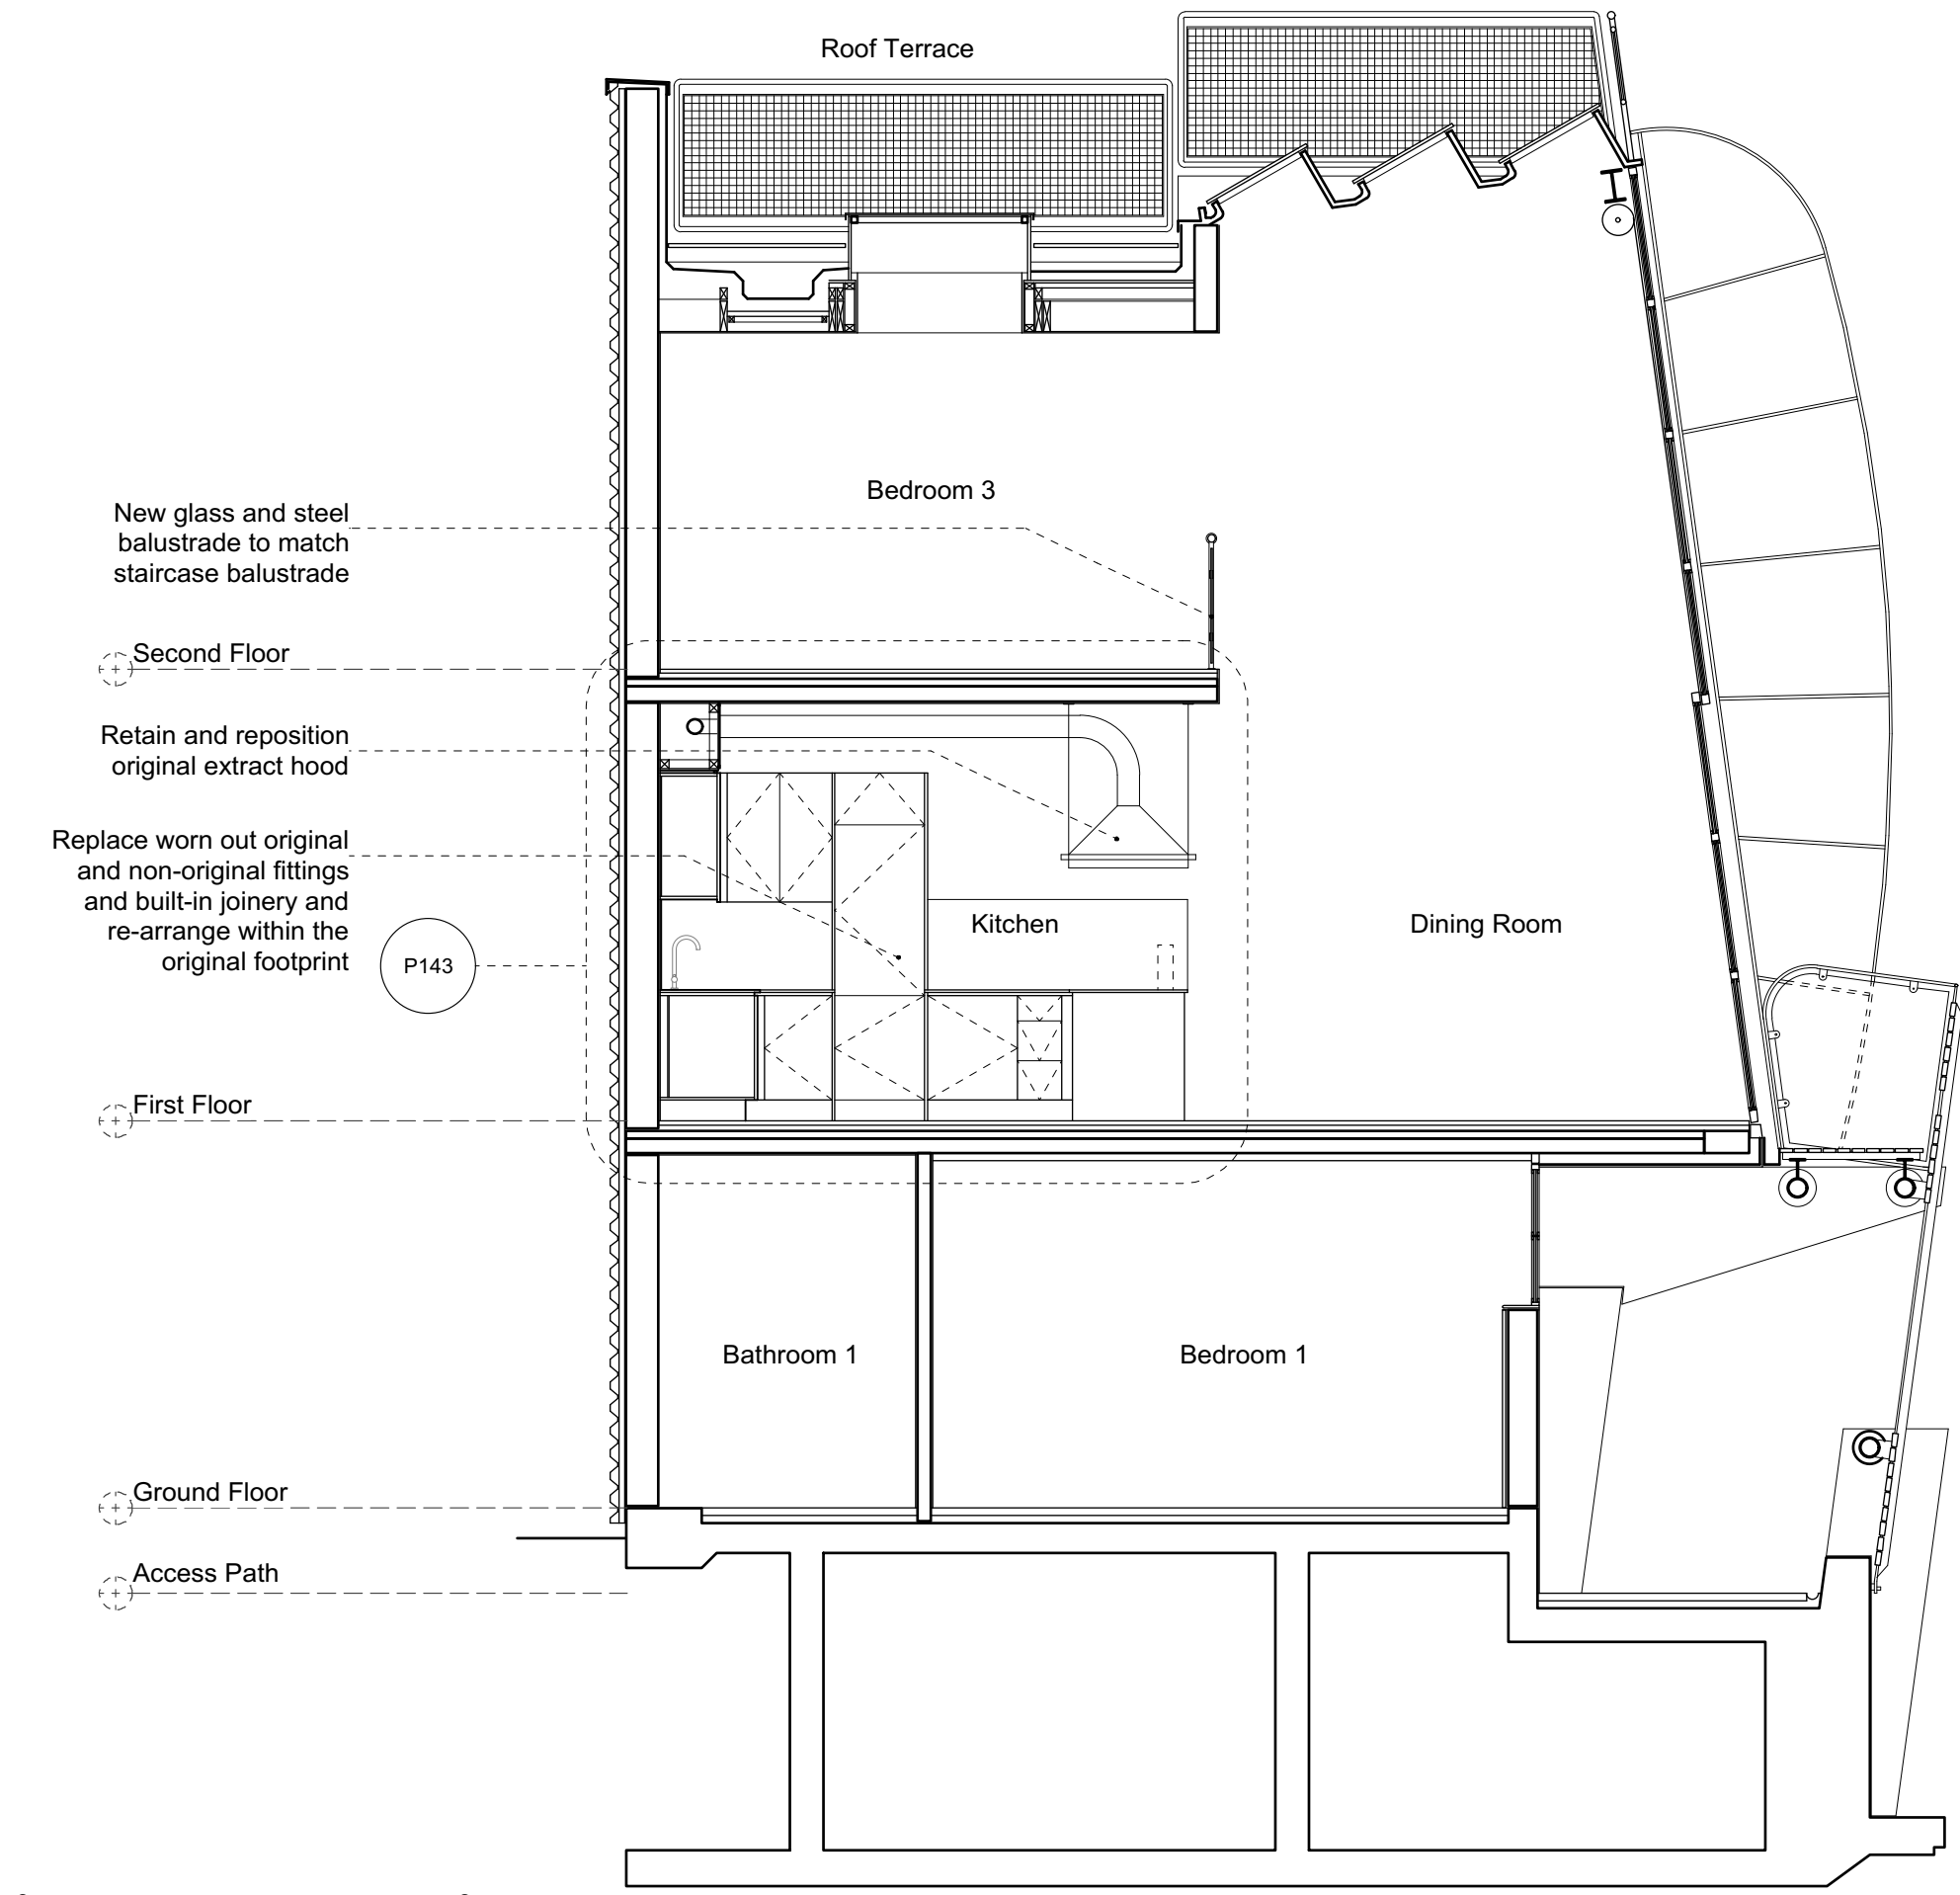 Roof Terrace
Bedroom 3
New glass and steel
balustrade to match
staircase balustrade
Second Floor
Retain and reposition
original extract hood
Replace worn out original
and non-original fittings
and built-in joinery and
re-arrange within the
original footprint
P143
Kitchen
Dining Room
First Floor
Bathroom 1
Bedroom 1
Ground Floor
Access Path